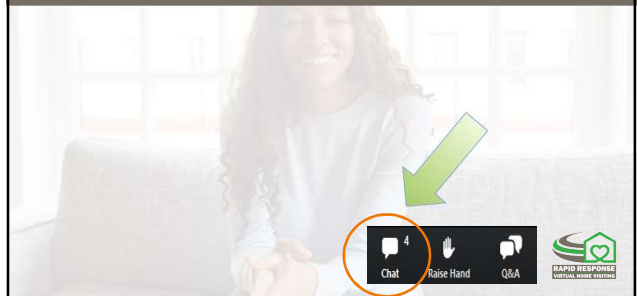 4
Chat
Raise Hand
Q&A
RAPID RESPONSE
VIRTUAL HOME VISITING